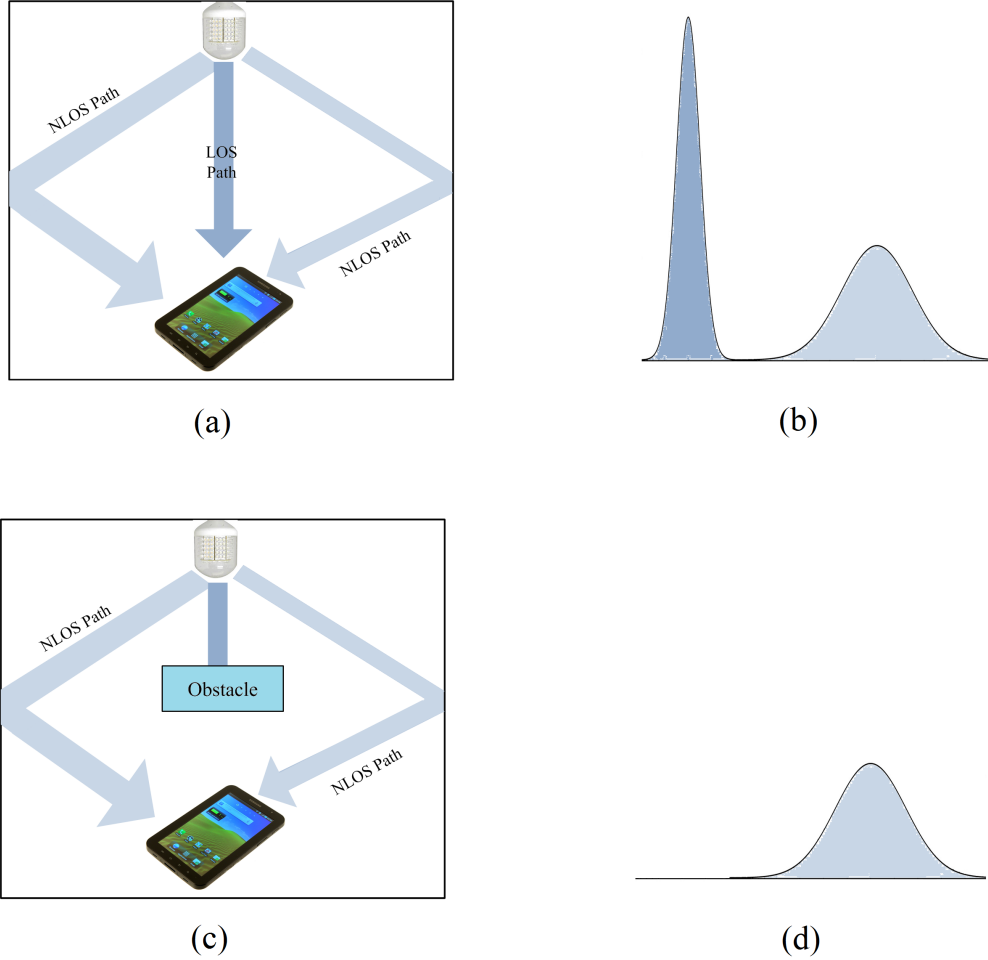 NLOS Path
LOS
Path
NLOS Path
(a)
(b)
NLOS Path
Obstacle
NLOS Path
(c)
(d)